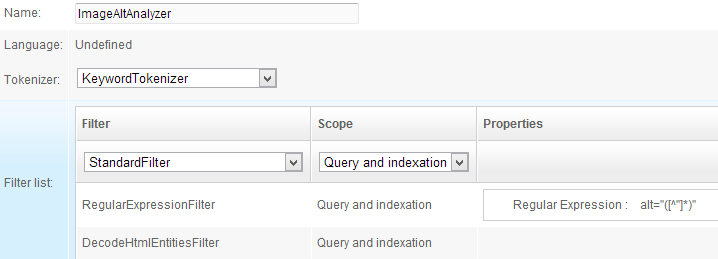 Name: ImageAltAnalyzer
Language: Undefined
Tokenizer: KeywordTokenizer
Filter Scope Properties
StandardFilter Query and indexation
Filter list:
RegularExpressionFilter Query and indexation Regular Expression : alt="([^"]*)"
DecodeHtmlEntitiesFilter Query and indexation